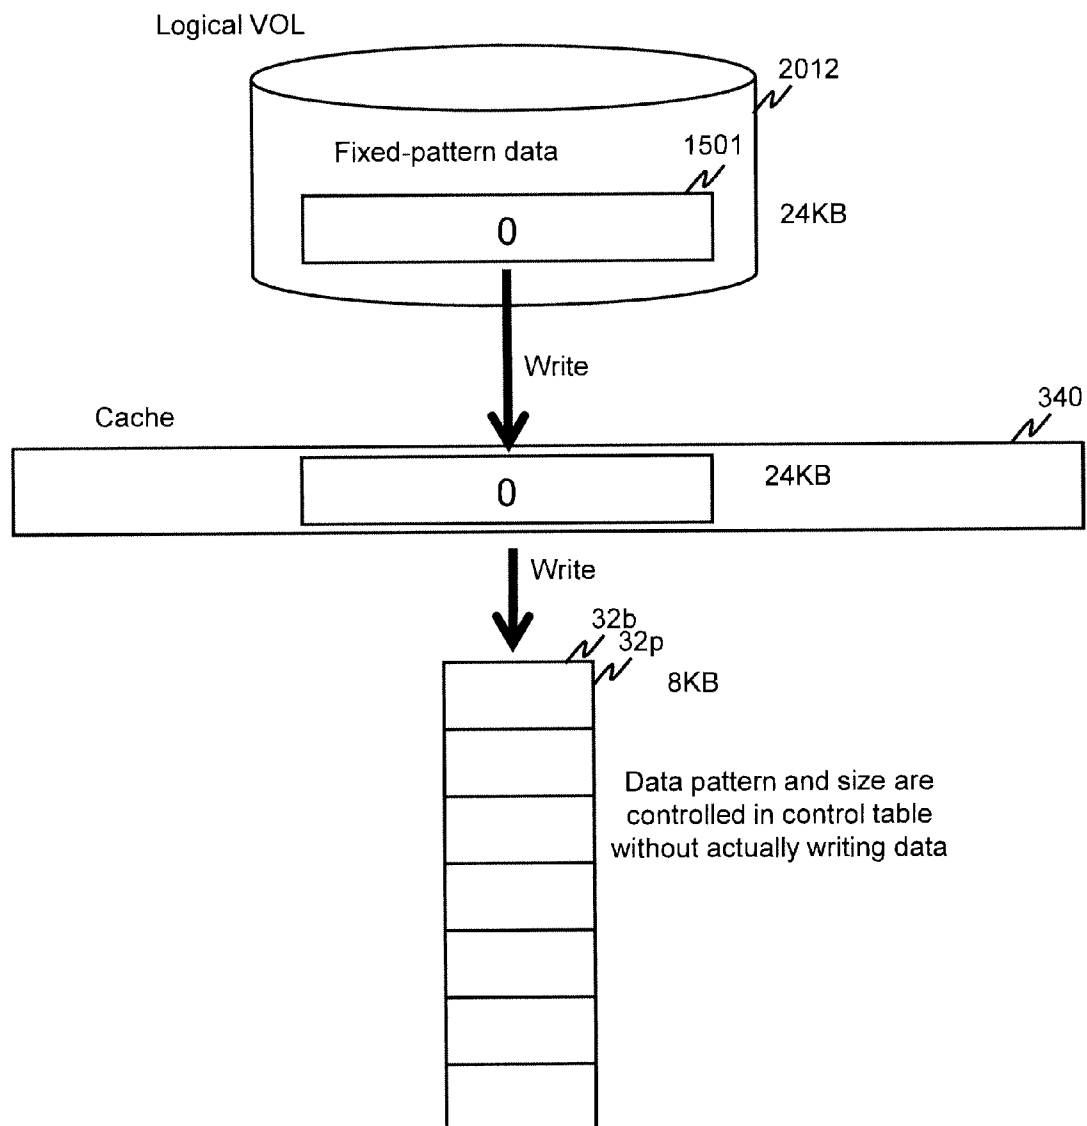 Logical VOL
2012
Fixed-pattern data
1501
0
24KB
Write
Cache
340
0
24KB
Write
32b
32p
8KB
Data pattern and size are
controlled in control table
without actually writing data